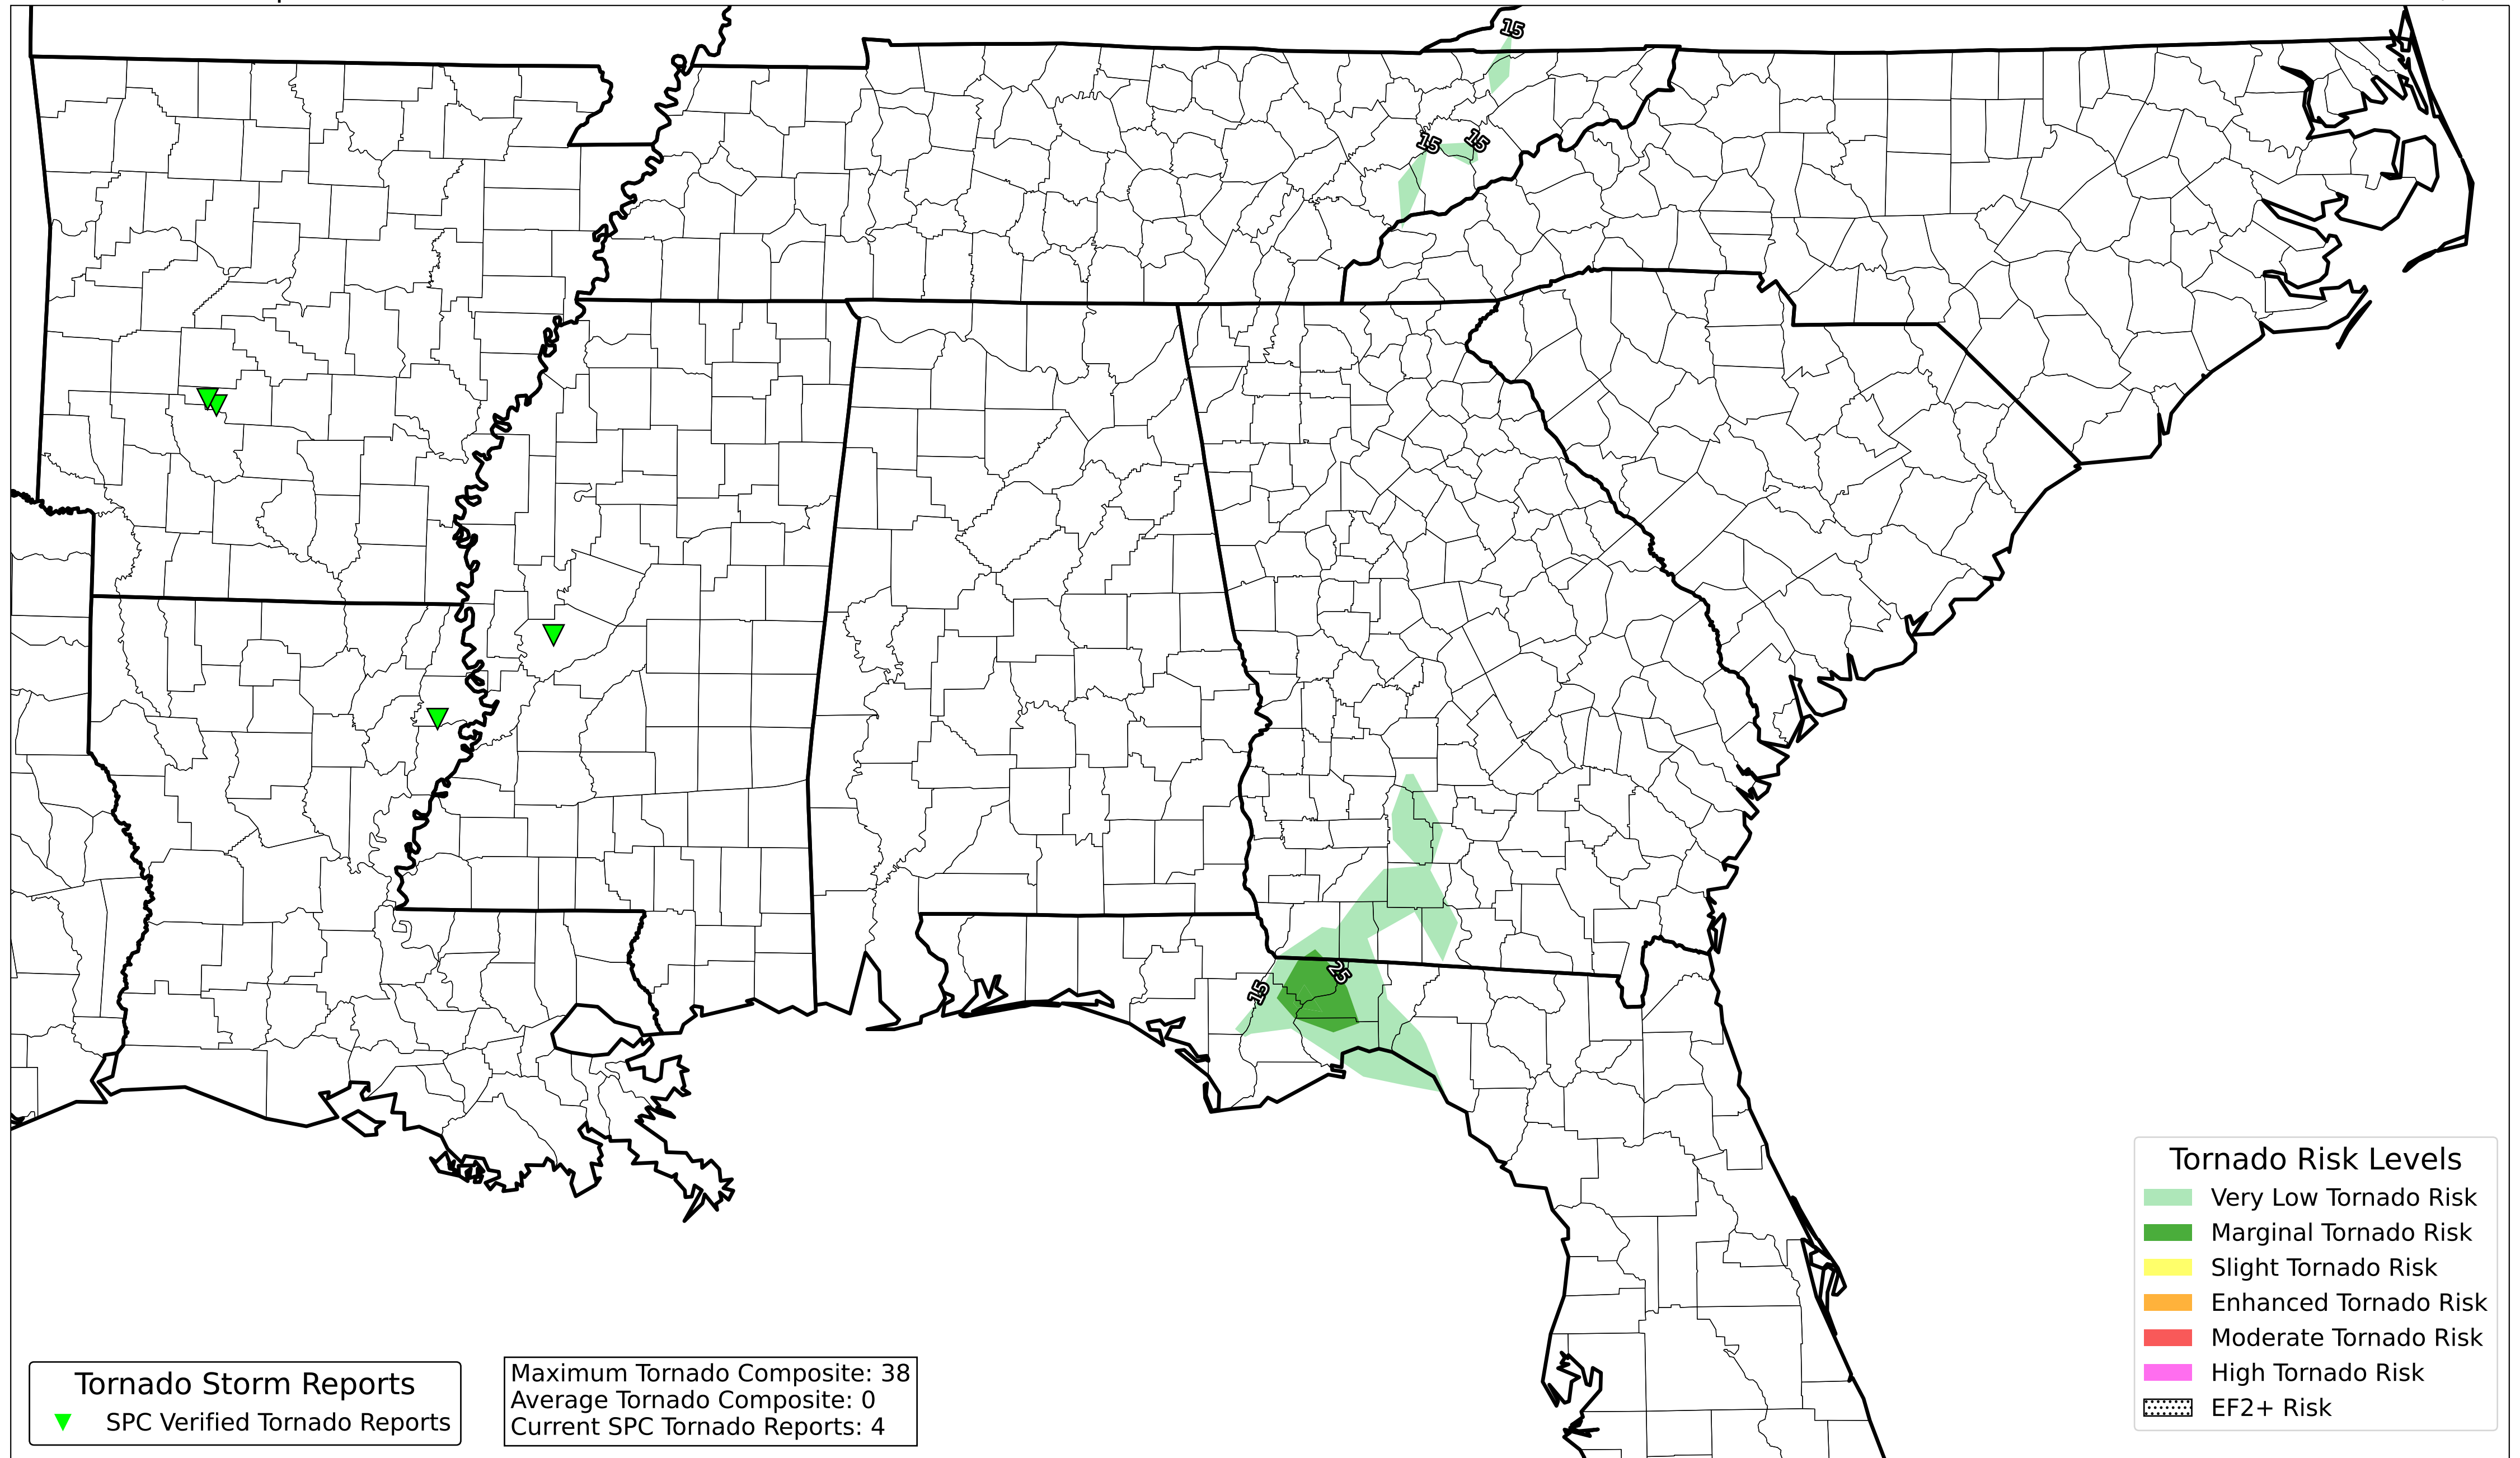 15
15
15
25
15
Tornado Risk Levels
Very Low Tornado Risk
Marginal Tornado Risk
Slight Tornado Risk
Enhanced Tornado Risk
Moderate Tornado Risk
High Tornado Risk
EF2+ Risk
Tornado Storm Reports
SPC Verified Tornado Reports
Maximum Tornado Composite: 38
Average Tornado Composite: 0
Current SPC Tornado Reports: 4